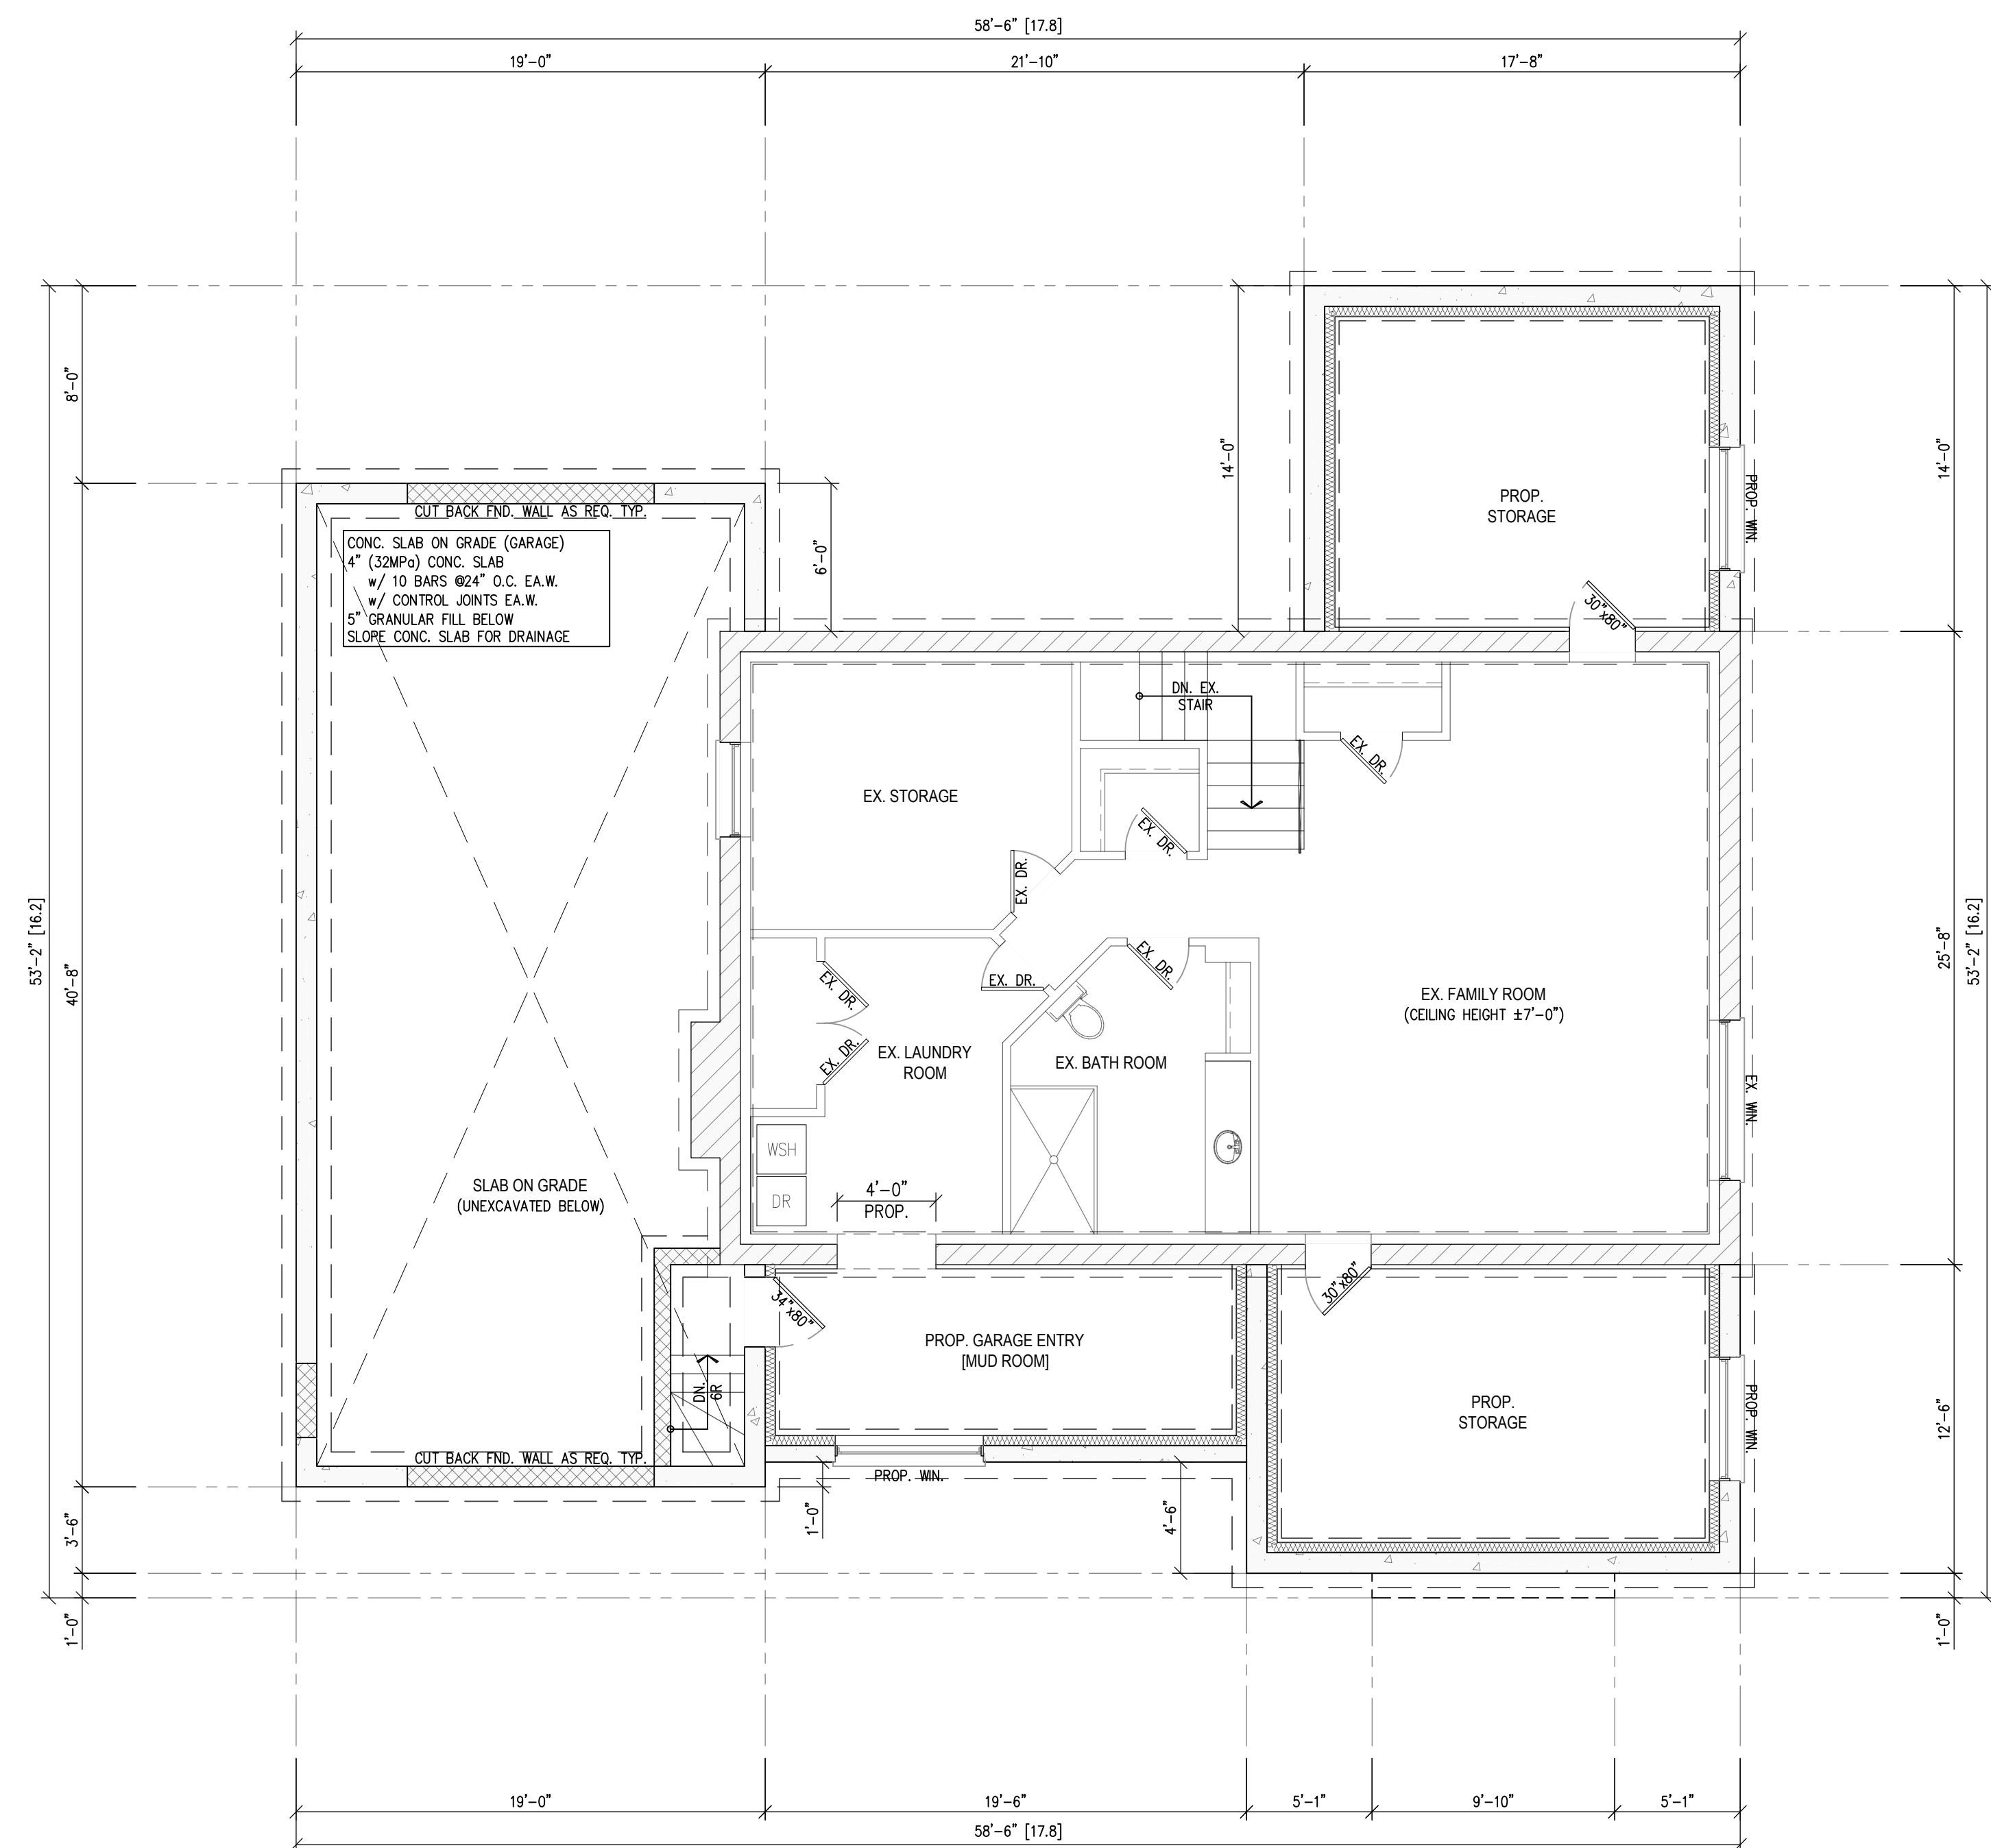 58'-6" [17.8]
19'-0"
21'-10"
17'-8"
8'-0"
14'-0"
14'-0"
PROP.
STORAGE
PROP. WIN.
CUT BACK FND. WALL AS REQ. TYP.
CONC. SLAB ON GRADE (GARAGE)
4" (32MPa) CONC. SLAB
w/ 10 BARS @24" O.C. EA.W.
w/ CONTROL JOINTS EA.W.
5" GRANULAR FILL BELOW
SLOPE CONC. SLAB FOR DRAINAGE
6'-0"
30"x80"
DN. EX.
STAIR
EX. DR.
EX. STORAGE
EX. DR.
EX. DR.
53'-2" [16.2]
40'-8"
EX. DR.
EX. DR.
EX. DR.
EX. FAMILY ROOM
(CEILING HEIGHT ±7'-0")
25'-8"
53'-2" [16.2]
EX. DR.
EX. LAUNDRY
ROOM
EX. BATH ROOM
EX. WIN.
WSH
DR
SLAB ON GRADE
(UNEXCAVATED BELOW)
4'-0"
PROP.
34"x80"
30"x80"
PROP. GARAGE ENTRY
[MUD ROOM]
DN.
6R
PROP.
STORAGE
PROP. WIN.
12'-6"
CUT BACK FND. WALL AS REQ. TYP.
PROP. WIN.
3'-6"
1'-0"
4'-6"
1'-0"
1'-0"
19'-0"
19'-6"
5'-1"
9'-10"
5'-1"
58'-6" [17.8]